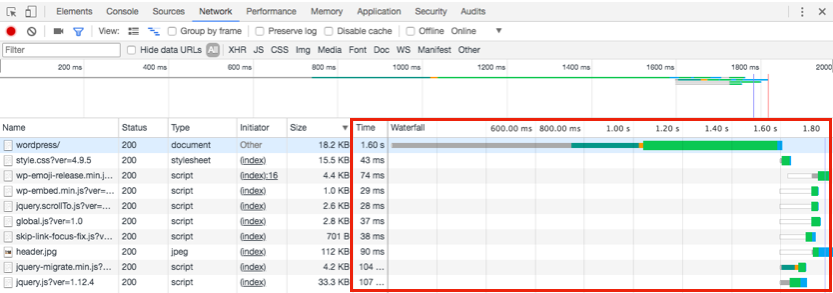 Elements Console Sources Network Performance Memory Application Security Audits
View: Group by frame Preserve log Disable cache Offline Online
Filter Hide data URLs All XHR JS CSS Img Media Font Doc WS Manifest Other
200 ms 400 ms 600 ms 800 ms 1000 ms 1200 ms 1400 ms 1600 ms 1800 ms 2000
Name Status Type Initiator Size Time Waterfall 600.00 ms 800.00 ms 1.00 s 1.20 s 1.40 s 1.60 s 1.80
wordpress/ 200 document Other 18.2 KB 1.60 s
style.css?ver=4.9.5 200 stylesheet (index) 15.5 KB 43 ms
wp-emoji-release.min.j... 200 script (index):16 4.4 KB 74 ms
wp-embed.min.js?ver=... 200 script (index) 1.0 KB 29 ms
jquery.scrollTo.js?ver=... 200 script (index) 2.6 KB 28 ms
global.js?ver=1.0 200 script (index) 2.8 KB 37 ms
skip-link-focus-fix.js?v... 200 script (index) 701 B 38 ms
header.jpg 200 jpeg (index) 112 KB 90 ms
jquery-migrate.min.js?... 200 script (index) 4.2 KB 104 ...
jquery.js?ver=1.12.4 200 script (index) 33.3 KB 107 ...